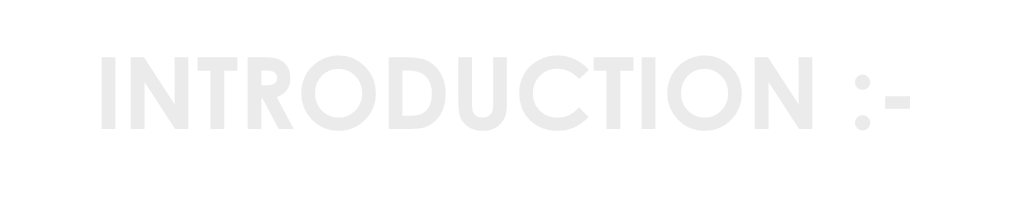 INTRODUCTION :-